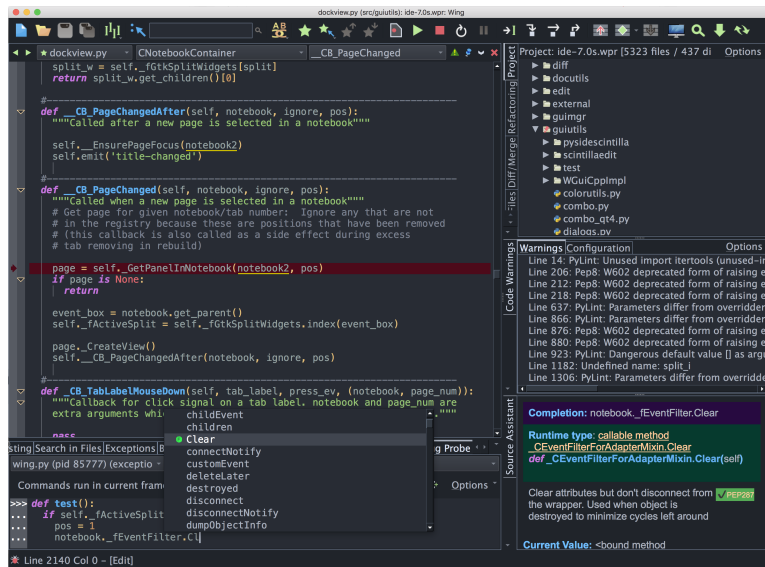 dockview.py (src/guiutils): ide-7.0s.wpr: Wing
dockview.py
CNotebookContainer
__CB_PageChanged
split_w = self._fGtkSplitWidgets[split]
return split_w.get_children()[0]
#
def __CB_PageChangedAfter(self, notebook, ignore, pos):
"""Called after a new page is selected in a notebook"""
self.__EnsurePageFocus(notebook2)
self.emit('title-changed')
#
def __CB_PageChanged(self, notebook, ignore, pos):
"""Called when a new page is selected in a notebook"""
# Get page for given notebook/tab number:  Ignore any that are not
# in the registry because these are positions that have been removed
# (this callback is also called as a side effect during excess
# tab removing in rebuild)
page = self._GetPanelInNotebook(notebook2, pos)
if page is None:
return
event_box = notebook.get_parent()
self._fActiveSplit = self._fGtkSplitWidgets.index(event_box)
page._CreateView()
self.__CB_PageChangedAfter(notebook, ignore, pos)
#
def _CB_TabLabelMouseDown(self, tab_label, press_ev, (notebook, page_num)):
"""Callback for click signal on a tab label. notebook and page_num are
extra arguments whi
."""
pass
childEvent
children
Clear
connectNotify
customEvent
deleteLater
destroyed
disconnect
disconnectNotify
dumpObjectInfo
sting
Search in Files
Exceptions
B
g Probe
wing.py (pid 85777) (exceptio
Commands run in current fram
Options
>>> def test():
... if self._fActiveSplit
... pos = 1
... notebook._fEventFilter.Cl
Line 2140 Col 0 – [Edit]
Project
Refactoring
Diff/Merge
Files
Project: ide-7.0s.wpr [5323 files / 437 di
Options
diff
docutils
edit
external
guimgr
guiutils
pysidescintilla
scintillaedit
test
WGuiCppImpl
colorutils.py
combo.py
combo_qt4.py
dialogs.py
Code Warnings
Warnings
Configuration
Options
Line 14: PyLint: Unused import itertools (unused-i
Line 206: Pep8: W602 deprecated form of raising e
Line 212: Pep8: W602 deprecated form of raising e
Line 218: Pep8: W602 deprecated form of raising e
Line 637: PyLint: Parameters differ from overridden
Line 866: PyLint: Parameters differ from overridden
Line 876: Pep8: W602 deprecated form of raising e
Line 880: Pep8: W602 deprecated form of raising e
Line 923: PyLint: Dangerous default value [] as argu
Line 1182: Undefined name: split_i
Line 1306: PyLint: Parameters differ from overridde
Source Assistant
Completion: notebook._fEventFilter.Clear
Runtime type: callable method
_CEventFilterForAdapterMixin.Clear
def _CEventFilterForAdapterMixin.Clear(self)
Clear attributes but don't disconnect from
PEP287
the wrapper. Used when object is
destroyed to minimize cycles left around
Current Value: <bound method